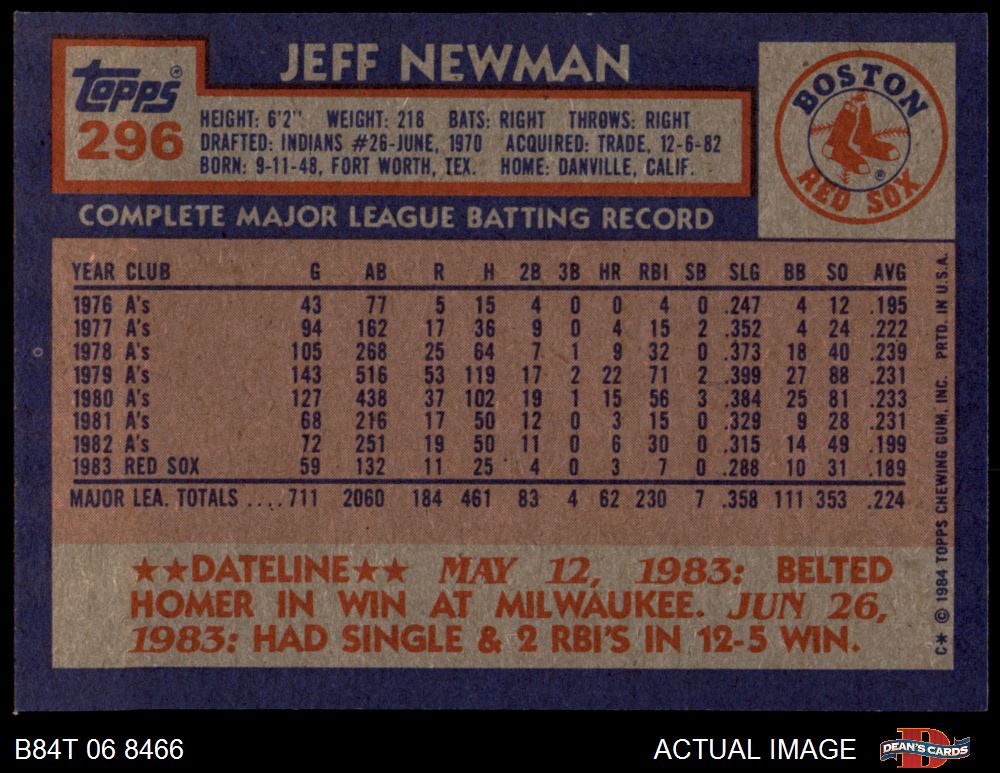 Topps®
296
JEFF NEWMAN
HEIGHT: 6'2" WEIGHT: 218 BATS: RIGHT THROWS: RIGHT
DRAFTED: INDIANS #26-JUNE, 1970 ACQUIRED: TRADE, 12-6-82
BORN: 9-11-48, FORT WORTH, TEX. HOME: DANVILLE, CALIF.
BOSTON
RED SOX
®
COMPLETE MAJOR LEAGUE BATTING RECORD
YEAR CLUB G AB R H 2B 3B HR RBI SB SLG BB SO AVG
1976 A's 43 77 5 15 4 0 0 4 0 .247 4 12 .195
1977 A's 94 162 17 36 9 0 4 15 2 .352 4 24 .222
1978 A's 105 268 25 64 7 1 9 32 0 .373 18 40 .239
1979 A's 143 516 53 119 17 2 22 71 2 .399 27 88 .231
1980 A's 127 438 37 102 19 1 15 56 3 .384 25 81 .233
1981 A's 68 216 17 50 12 0 3 15 0 .329 9 28 .231
1982 A's 72 251 19 50 11 0 6 30 0 .315 14 49 .199
1983 RED SOX 59 132 11 25 4 0 3 7 0 .288 10 31 .189
MAJOR LEA. TOTALS .... 711 2060 184 461 83 4 62 230 7 .358 111 353 .224
★★DATELINE★★ MAY 12, 1983: BELTED
HOMER IN WIN AT MILWAUKEE. JUN 26,
1983: HAD SINGLE & 2 RBI'S IN 12-5 WIN.
C* © 1984 TOPPS CHEWING GUM, INC. PRTD. IN U.S.A.
B84T 06 8466
ACTUAL IMAGE
DEAN'S CARDS